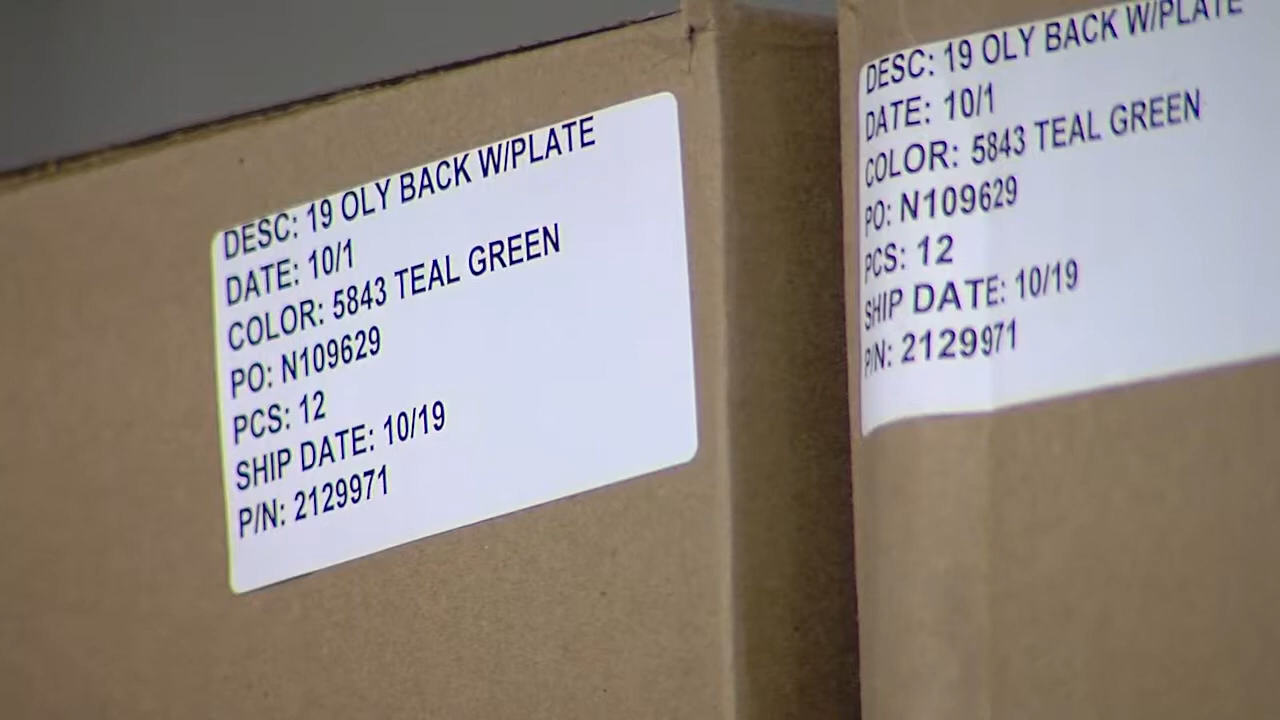 DESC: 19 OLY BACK W/PLATE
DATE: 10/1
COLOR: 5843 TEAL GREEN
PO: N109629
PCS: 12
SHIP DATE: 10/19
P/N: 2129971
DESC: 19 OLY BACK W/PLATE
DATE: 10/1
COLOR: 5843 TEAL GREEN
PO: N109629
PCS: 12
SHIP DATE: 10/19
P/N: 2129971